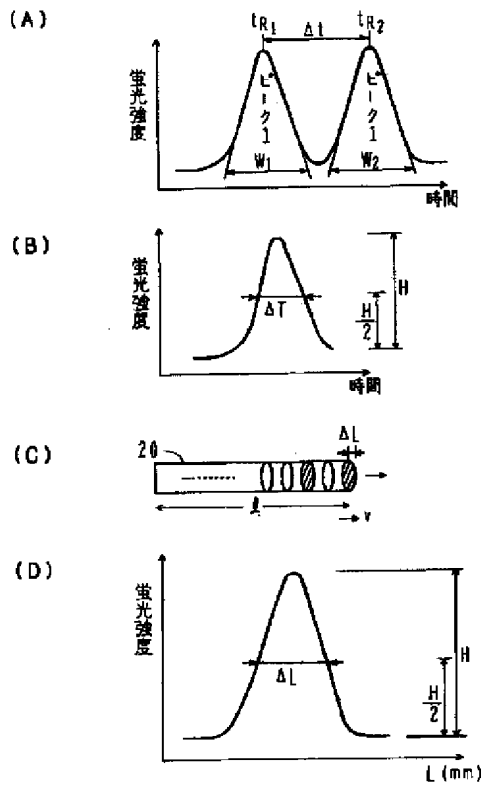 (A)
tR1
Δt
tR2
蛍光強度
ピーク1
ピーク1
W1
W2
時間
(B)
蛍光強度
ΔT
H/2
H
時間
(C)
20
ΔL
ℓ
v
(D)
蛍光強度
ΔL
H/2
H
L (mm)